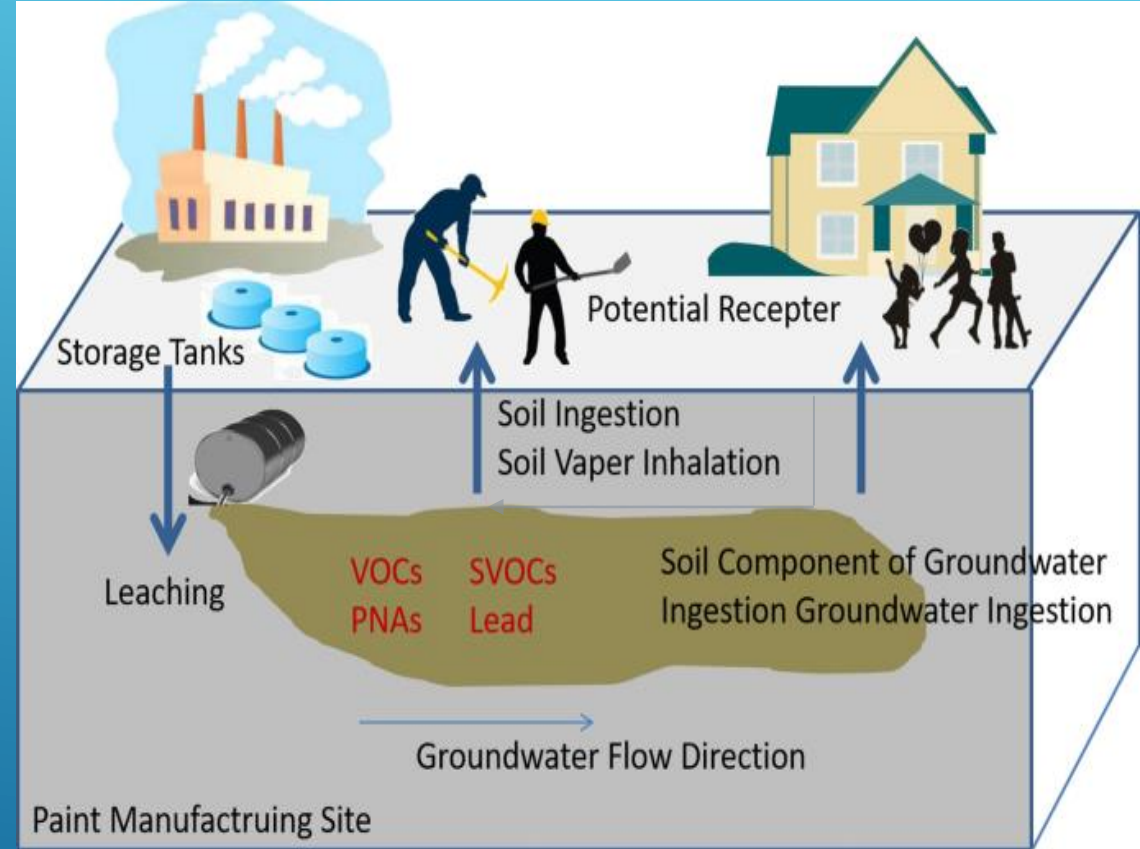 Potential Recepter
Storage Tanks
Soil Ingestion
Soil Vaper Inhalation
Leaching
VOCs SVOCs
PNAs Lead
Soil Component of Groundwater
Ingestion Groundwater Ingestion
Groundwater Flow Direction
Paint Manufactruing Site